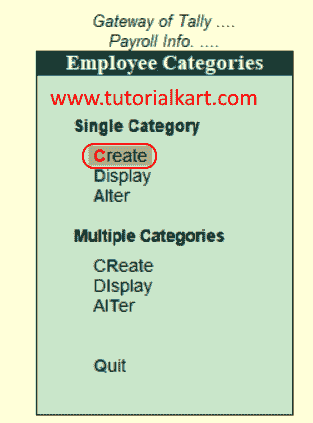 Gateway of Tally ....
Payroll Info. ....
Employee Categories
www.tutorialkart.com
Single Category
Create
Display
Alter
Multiple Categories
CReate
DIsplay
AlTer
Quit